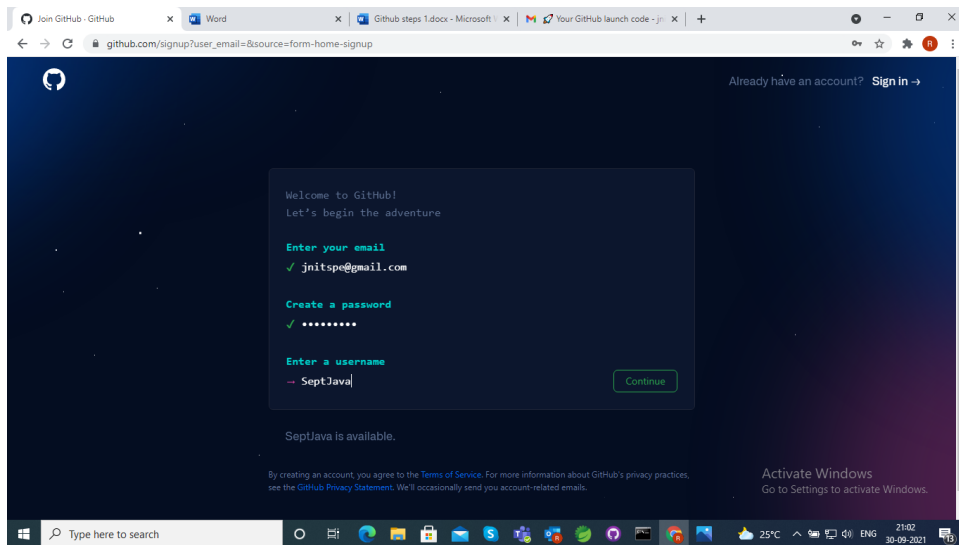 Join GitHub · GitHub
Word
Github steps 1.docx - Microsoft
Your GitHub launch code - jn
github.com/signup?user_email=&source=form-home-signup
R
Already have an account? Sign in →
Welcome to GitHub!
Let's begin the adventure
Enter your email
✓ jnitspe@gmail.com
Create a password
✓ •••••••••
Enter a username
→ SeptJava
Continue
SeptJava is available.
By creating an account, you agree to the Terms of Service. For more information about GitHub's privacy practices,
see the GitHub Privacy Statement. We'll occasionally send you account-related emails.
Activate Windows
Go to Settings to activate Windows.
Type here to search
25°C
ENG
21:02
30-09-2021
13